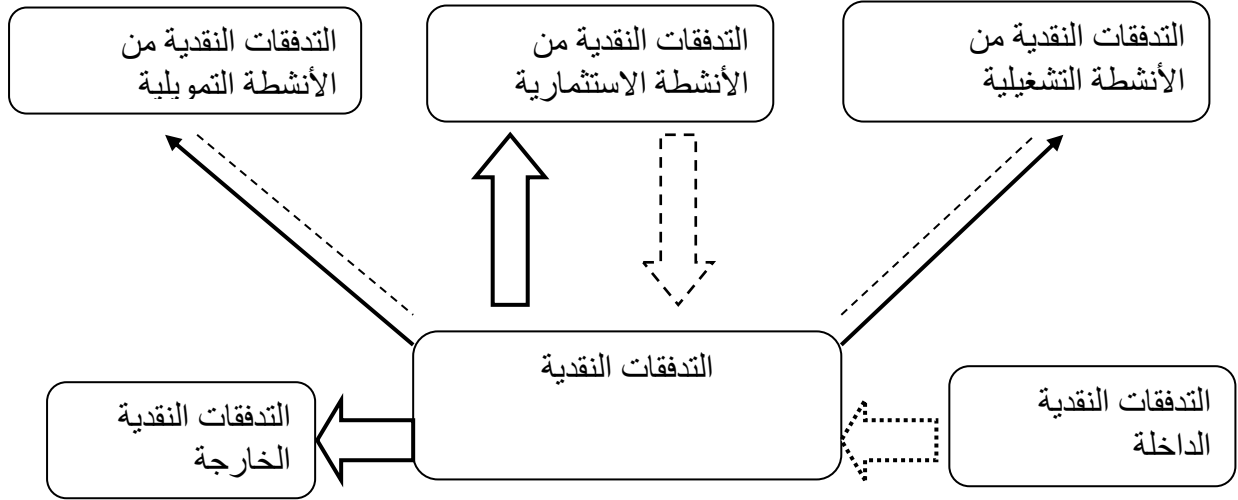 التدفقات النقدية من
الأنشطة التشغيلية
التدفقات النقدية من
الأنشطة الاستثمارية
التدفقات النقدية من
الأنشطة التمويلية
التدفقات النقدية
التدفقات النقدية
الداخلة
التدفقات النقدية
الخارجة